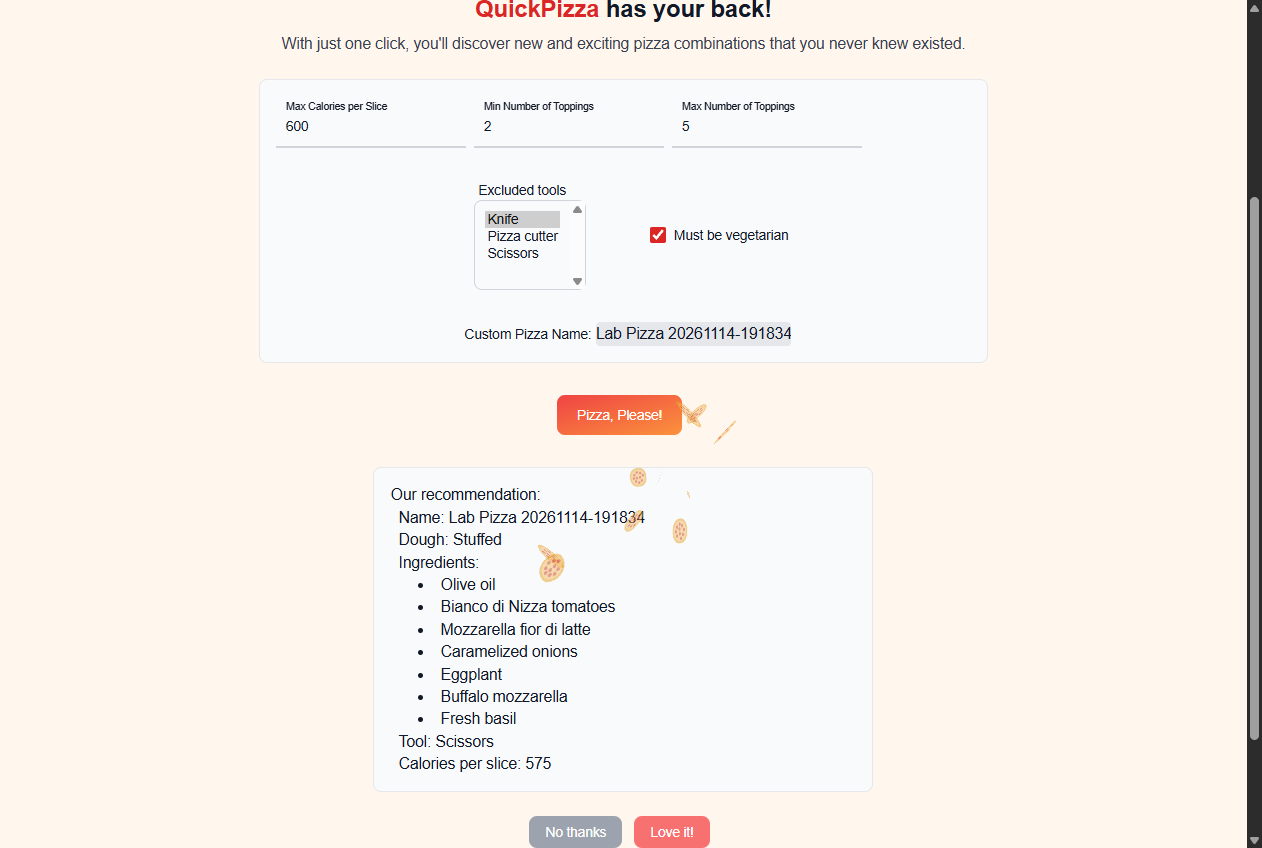 QuickPizza has your back!
With just one click, you'll discover new and exciting pizza combinations that you never knew existed.
Max Calories per Slice
600
Min Number of Toppings
2
Max Number of Toppings
5
Excluded tools
Knife
Pizza cutter
Scissors
Must be vegetarian
Custom Pizza Name: Lab Pizza 20261114-191834
Pizza, Please!
Our recommendation:
Name: Lab Pizza 20261114-191834
Dough: Stuffed
Ingredients:
Olive oil
Bianco di Nizza tomatoes
Mozzarella fior di latte
Caramelized onions
Eggplant
Buffalo mozzarella
Fresh basil
Tool: Scissors
Calories per slice: 575
No thanks
Love it!